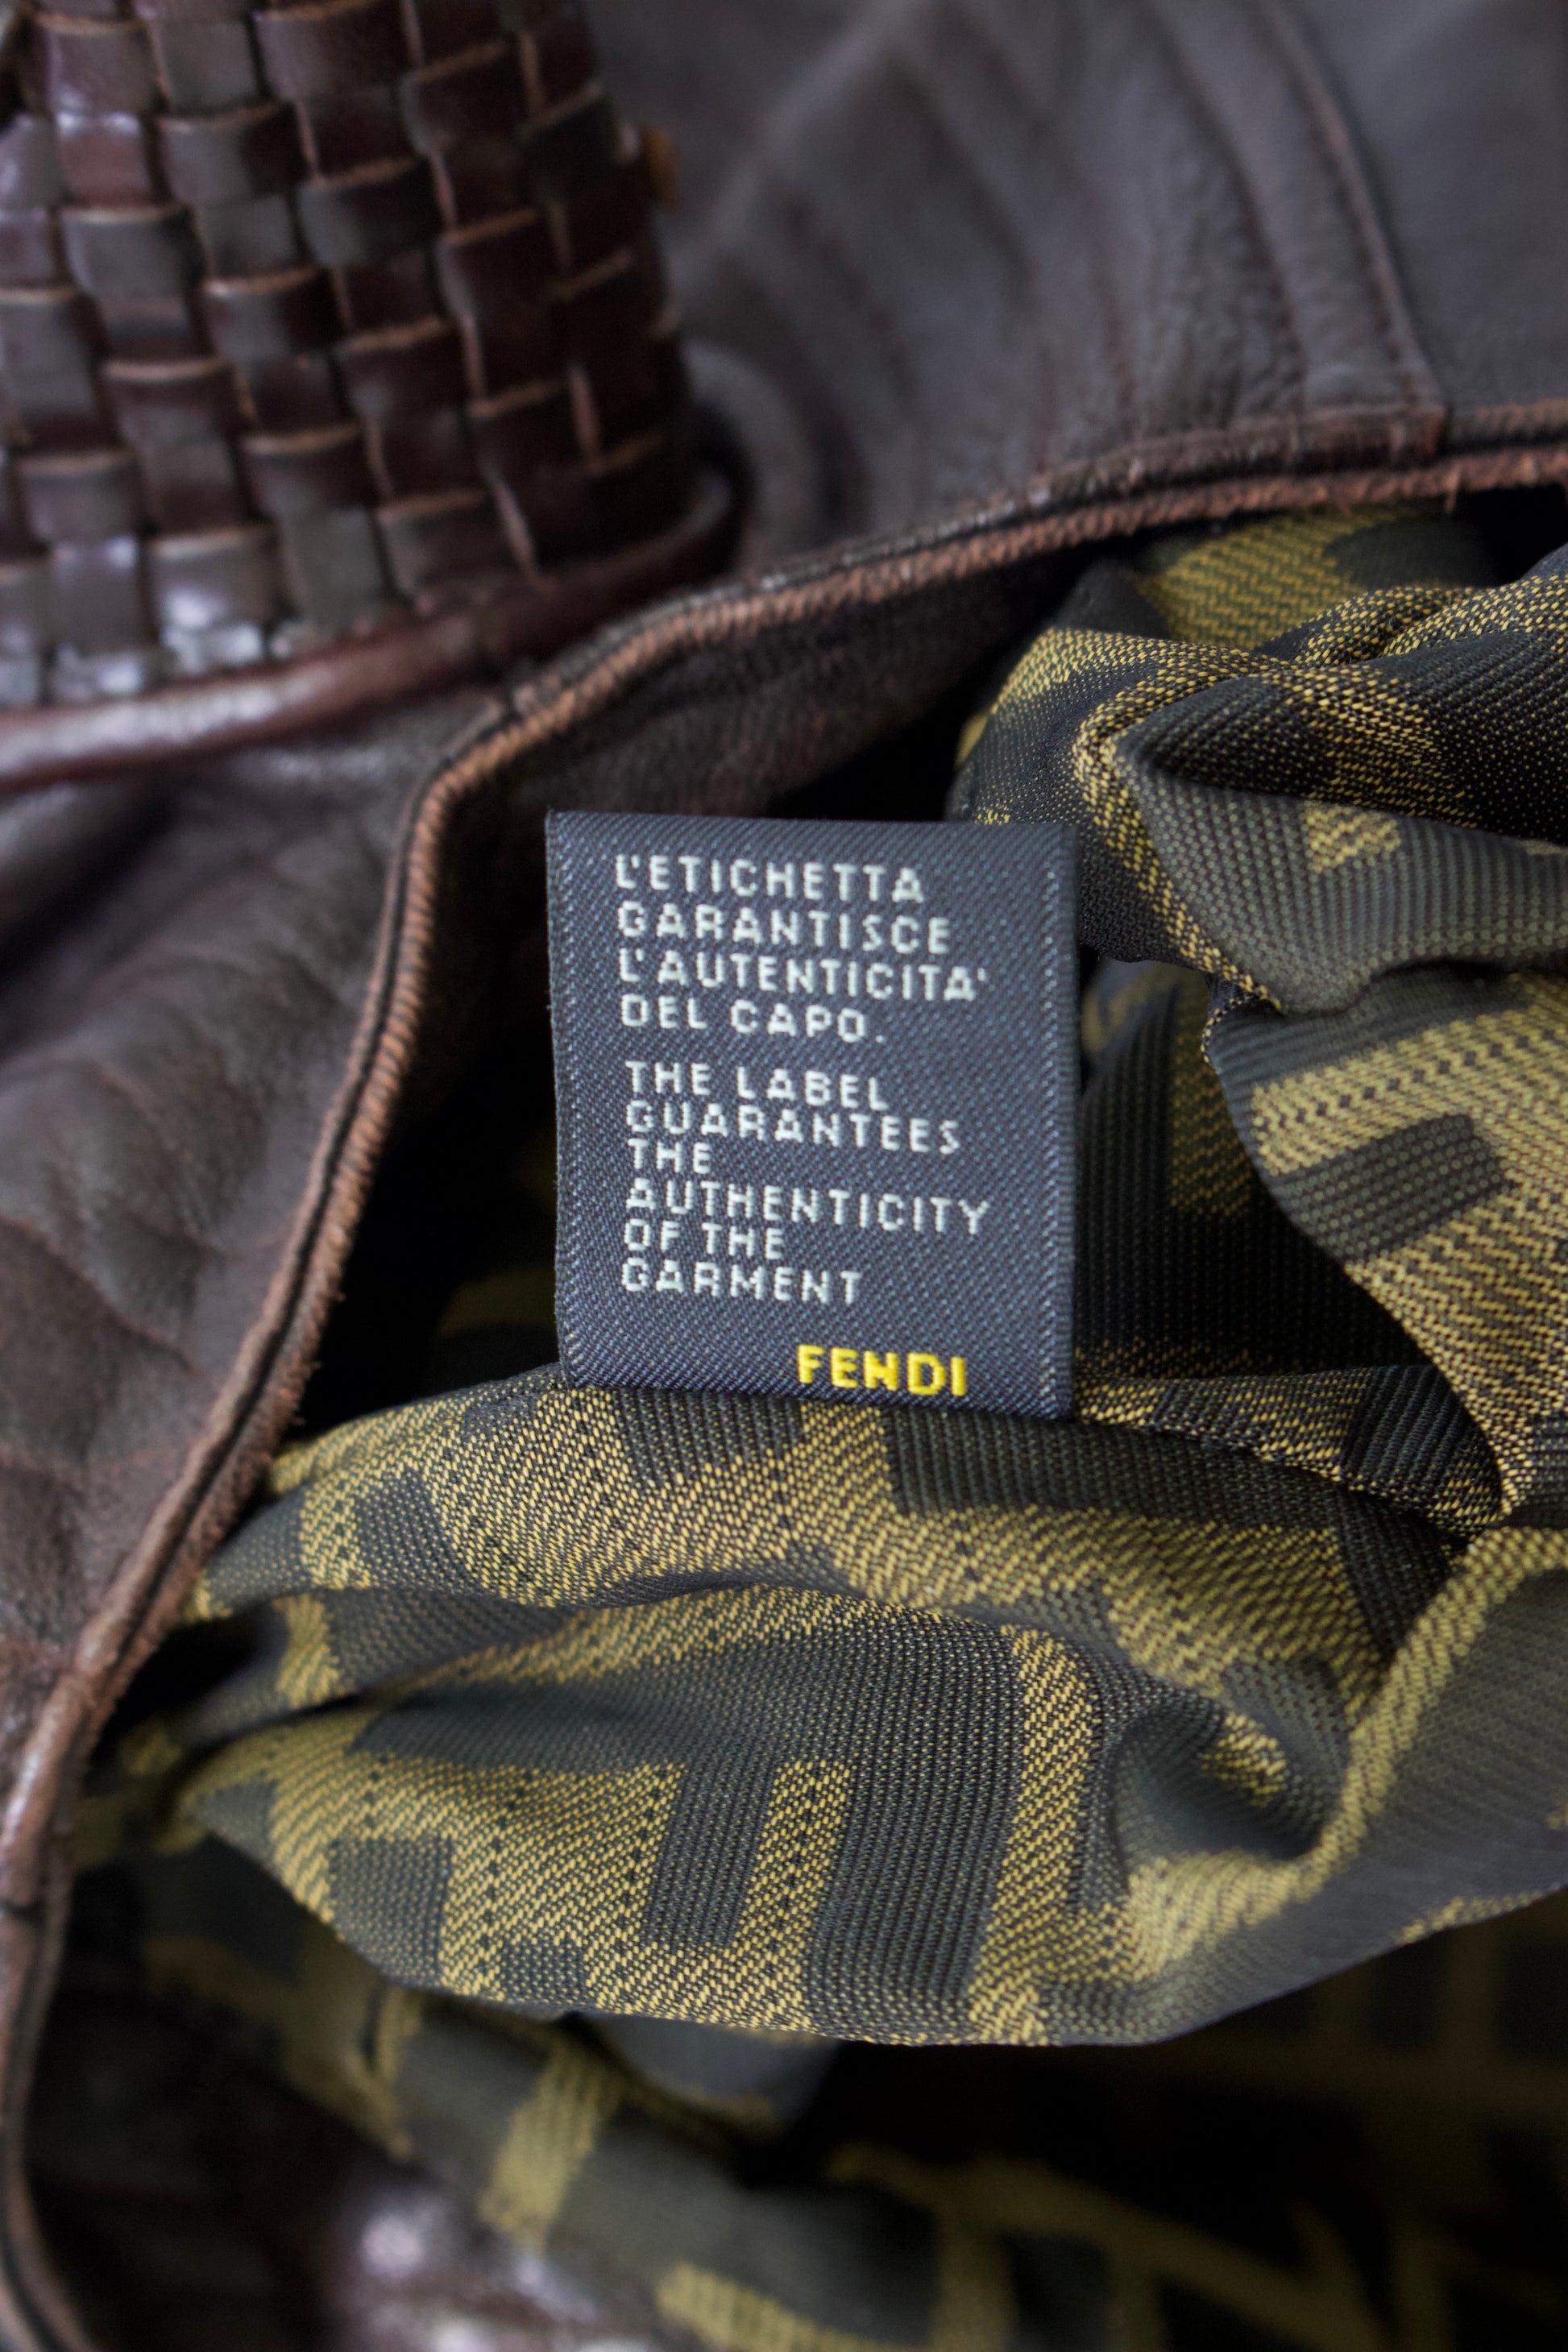 L'ETICHETTA
GARANTISCE
L'AUTENTICITA'
DEL CAPO.
THE LABEL
GUARANTEES
THE
AUTHENTICITY
OF THE
GARMENT
FENDI